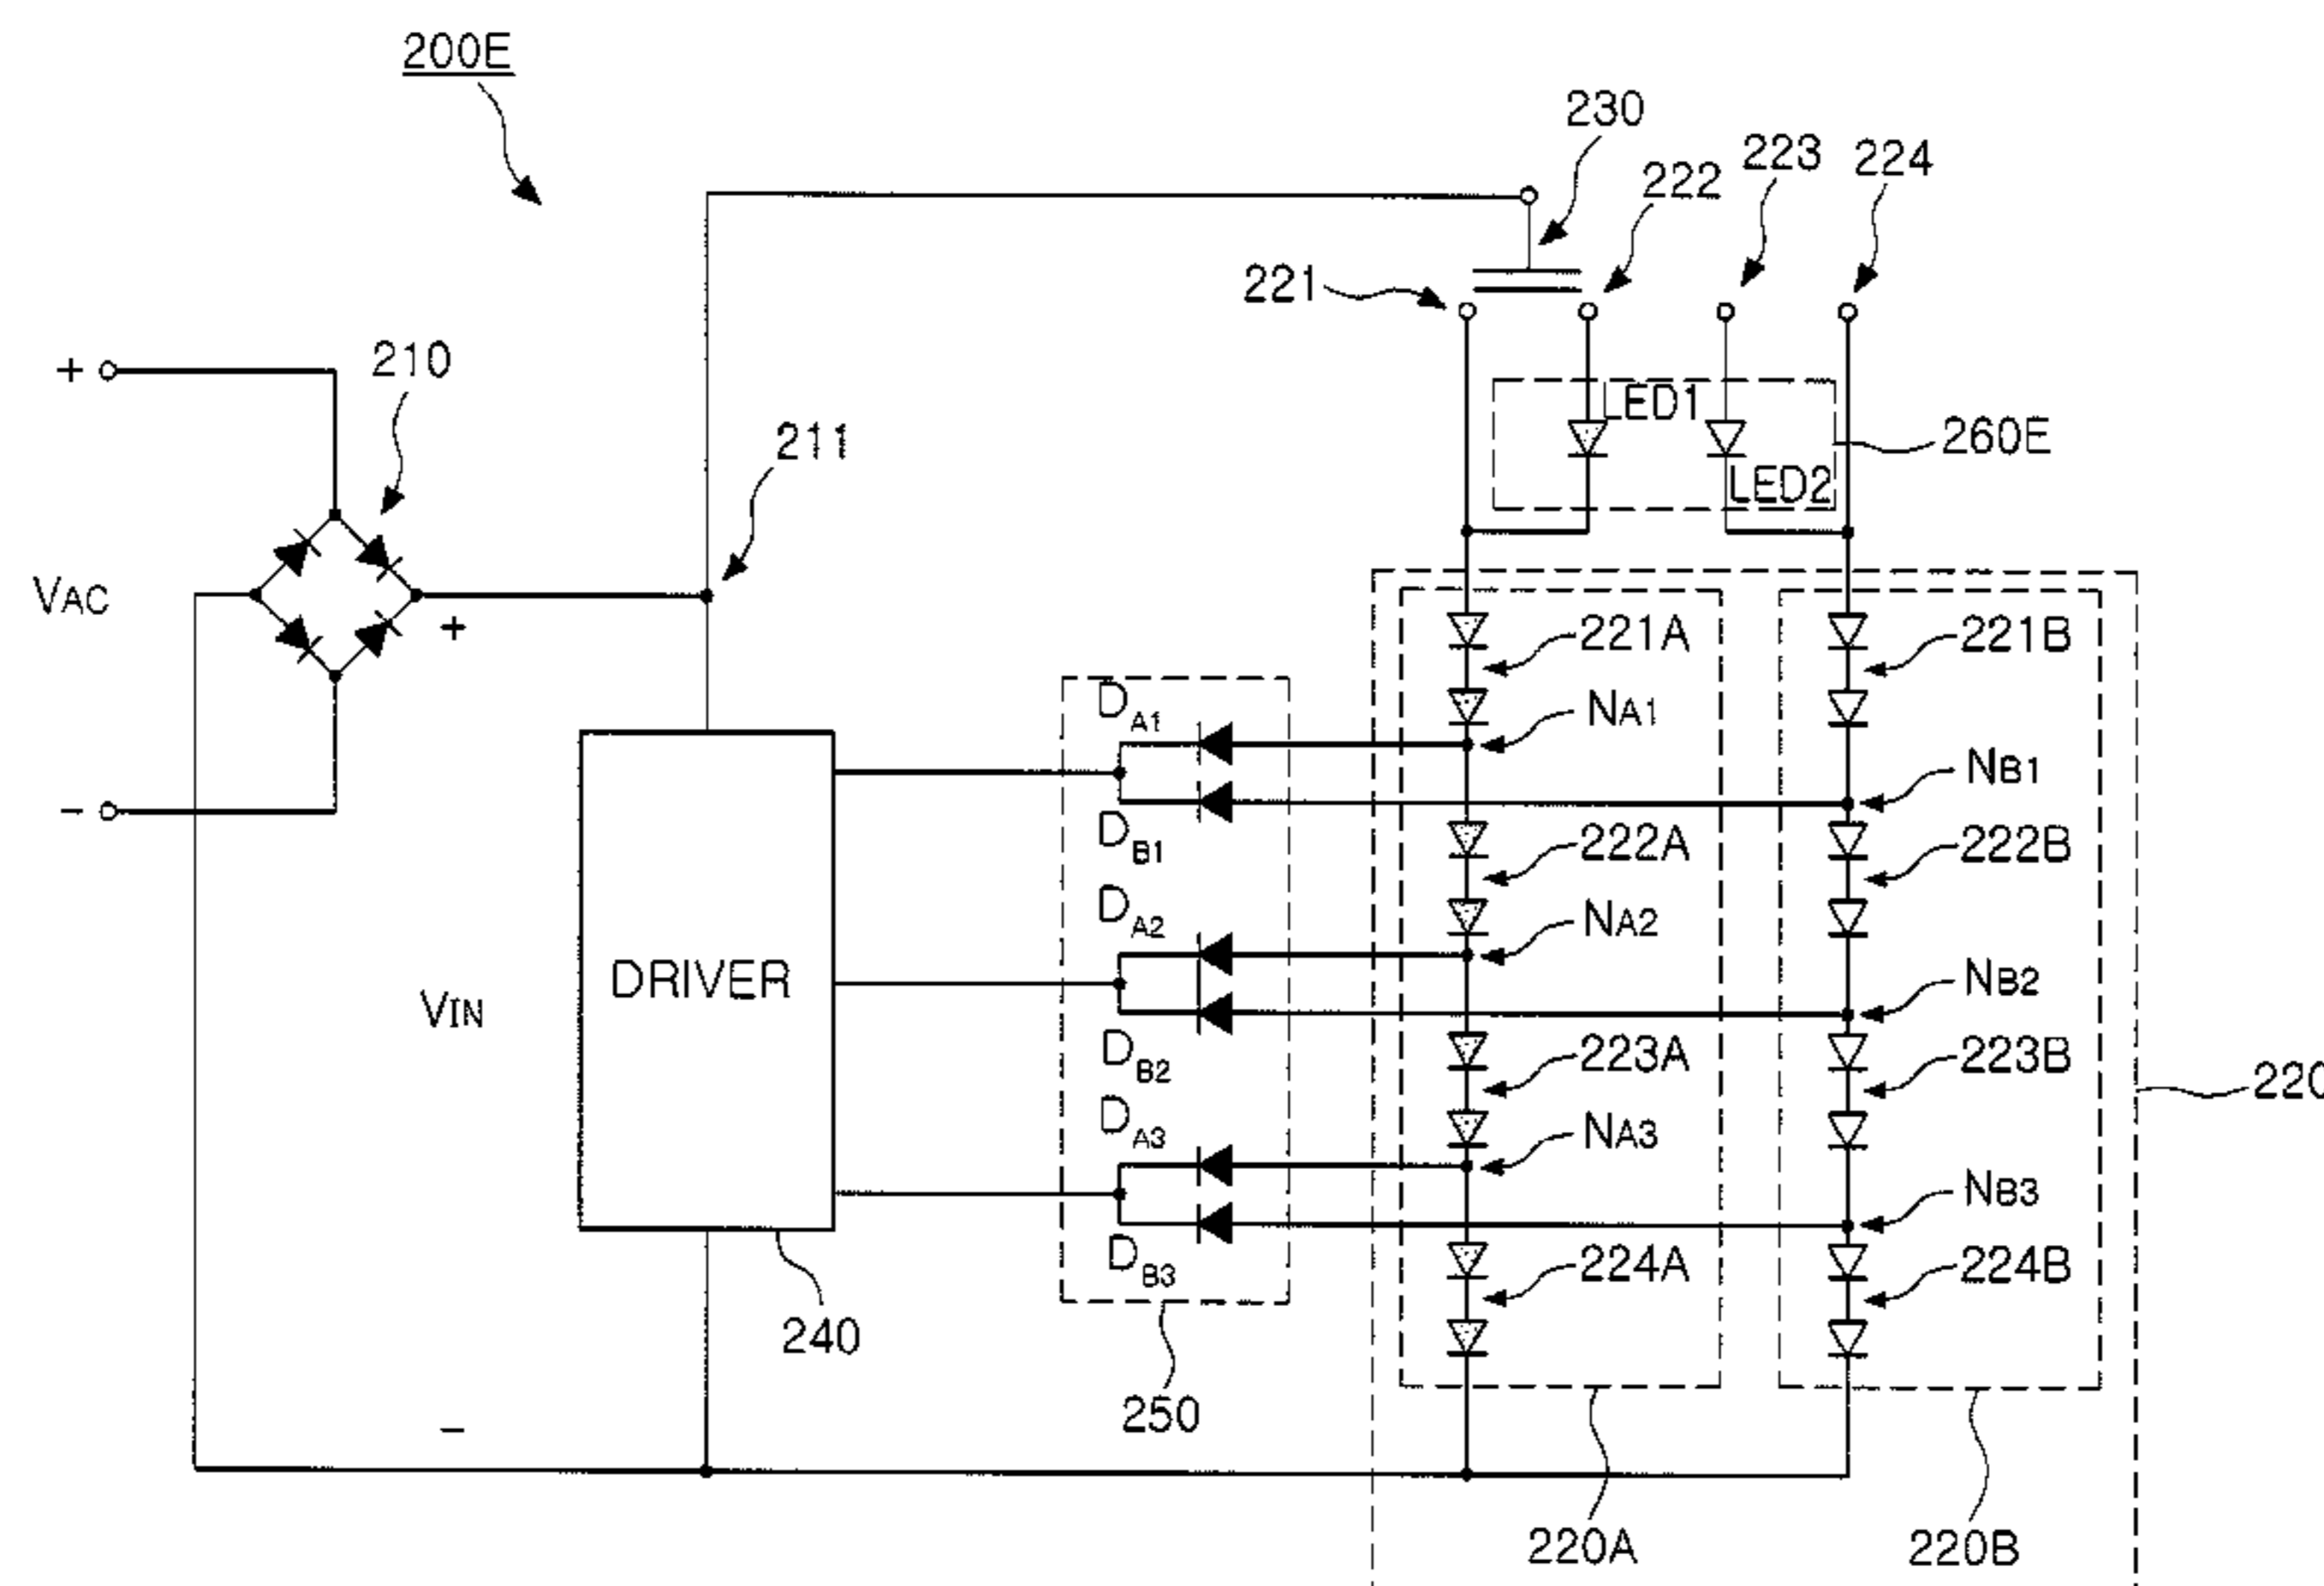 200E
230
222
223
224
221
+
210
LED1
211
260E
LED2
VAC
+
221A
221B
DA1
NA1
NB1
-
DB1
222A
222B
DA2
NA2
NB2
DRIVER
VIN
DB2
223A
223B
220
DA3
NA3
NB3
DB3
224A
224B
240
250
-
220A
220B